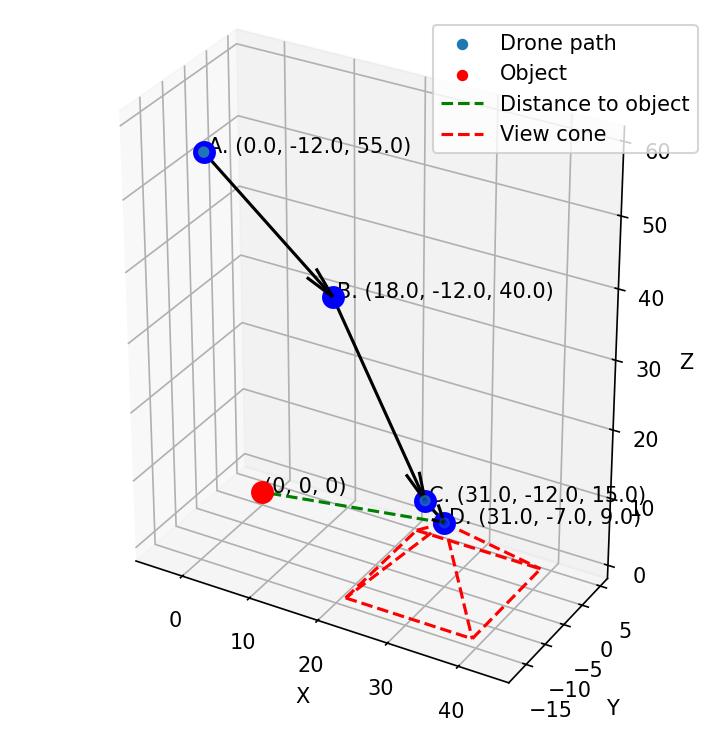 Drone path
Object
Distance to object
View cone
A. (0.0, -12.0, 55.0)
B. (18.0, -12.0, 40.0)
(0, 0, 0)
C. (31.0, -12.0, 15.0)
D. (31.0, -7.0, 9.0)
60
50
40
30
20
10
0
Z
0
10
20
30
40
X
5
0
−5
−10
−15
Y